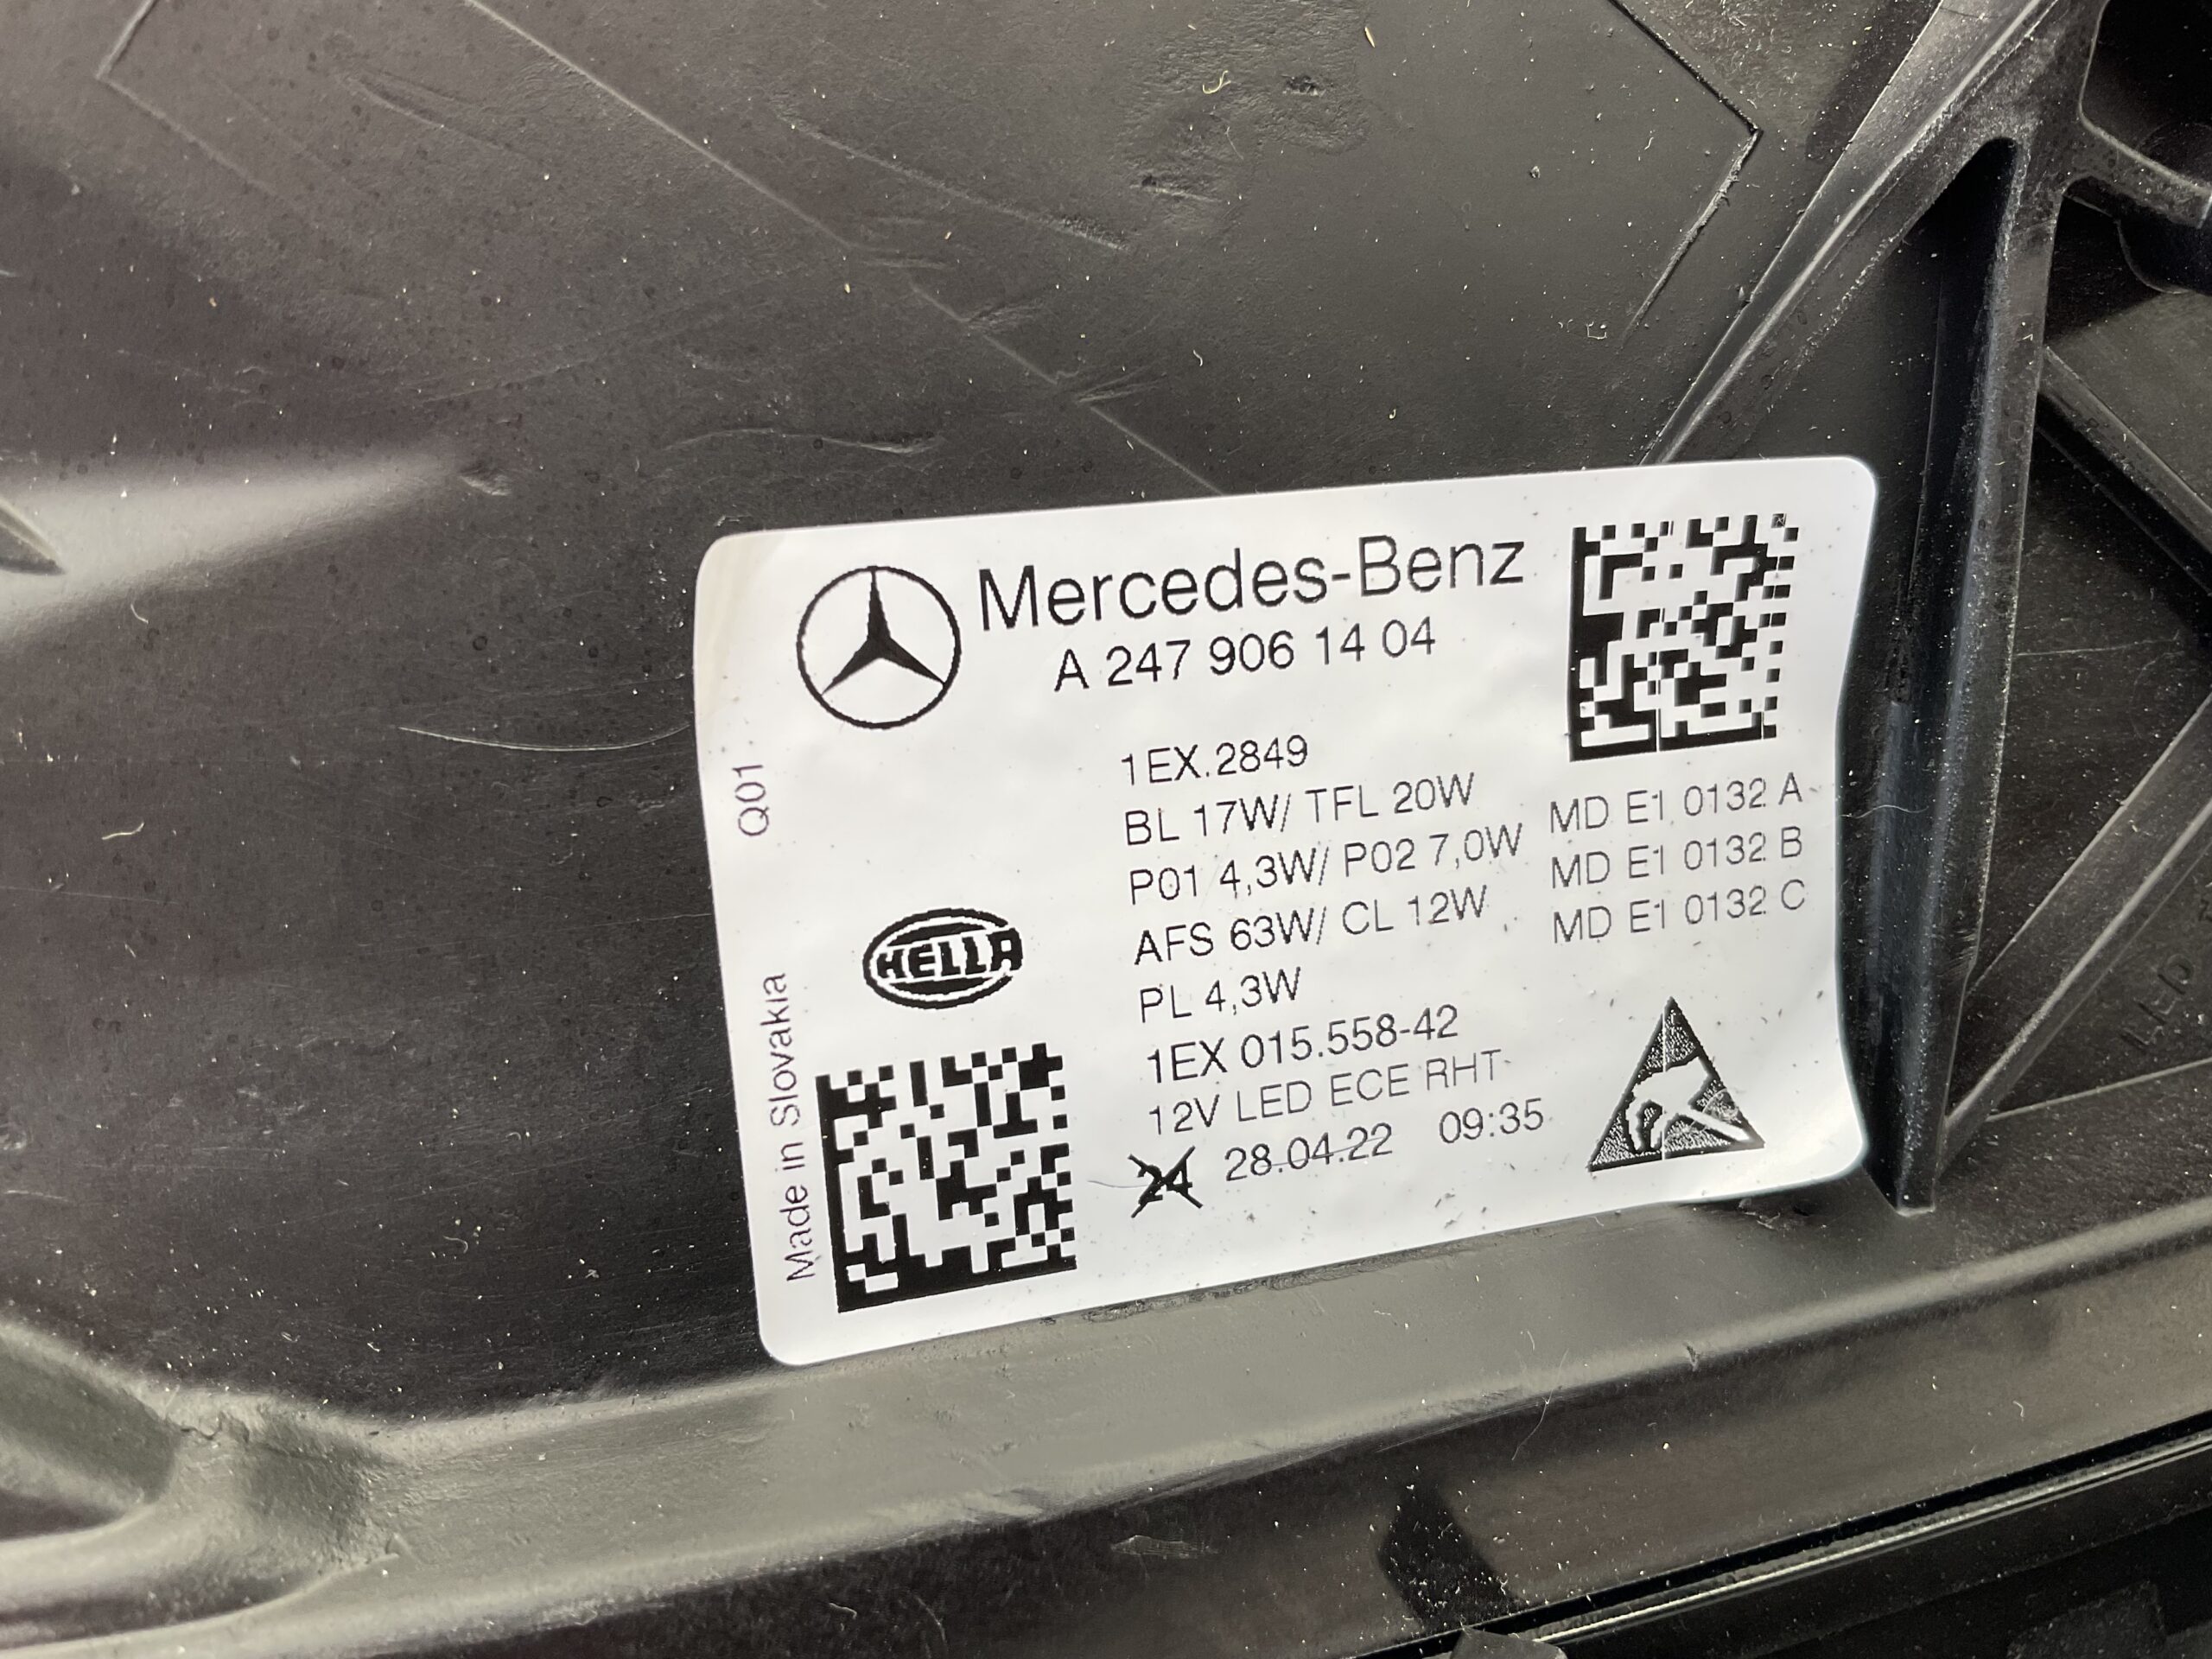 Mercedes-Benz
A 247 906 14 04
1EX.2849
BL 17W/ TFL 20W
P01 4,3W/ P02 7,0W
AFS 63W/ CL 12W
PL 4,3W
1EX 015.558-42
12V LED ECE RHT
24 28.04.22 09:35
MD E1 0132 A
MD E1 0132 B
MD E1 0132 C
Q01
HELLA
Made in Slovakia
LED